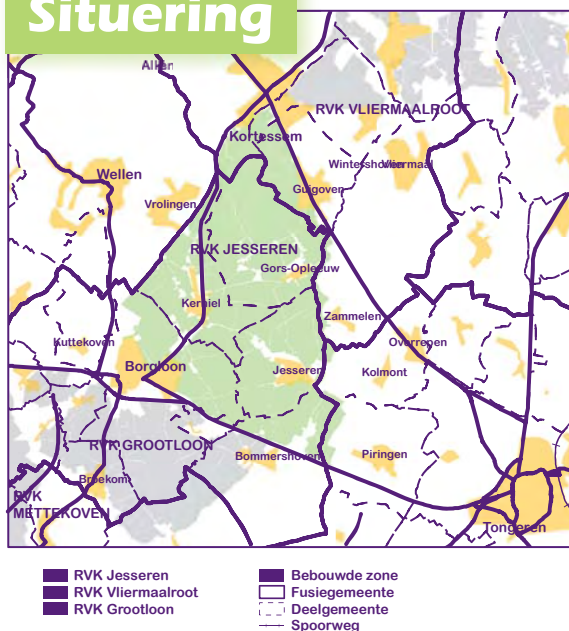 Situering
Alken
RVK VLIERMAALROOT
Kortessem
Wintershoven
Vliermaal
Wellen
Guigoven
Vrolingen
RVK JESSEREN
Gors-Opleeuw
Kerniel
Zammelen
Kuttekoven
Overrepen
Borgloon
Jesseren
Kolmont
RVK GROOTLOON
Bommershoven
Piringen
Broekom
RVK
METTEKOVEN
Tongeren
RVK Jesseren
RVK Vliermaalroot
RVK Grootloon
Bebouwde zone
Fusiegemeente
Deelgemeente
Spoorweg